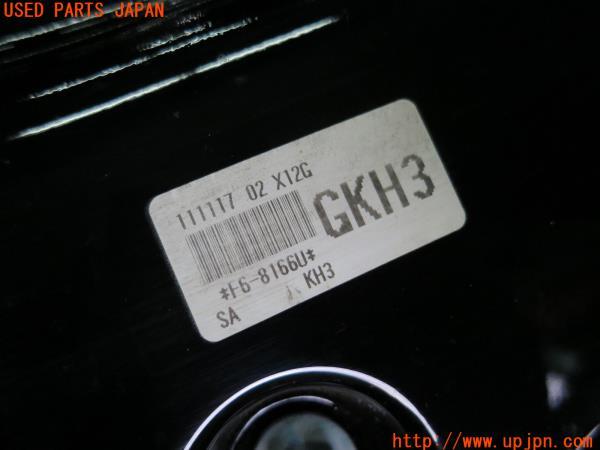 USED PARTS JAPAN
111117 02 X12G
GKH3
*F6-8166U*
SA KH3
http://www.upjpn.com/